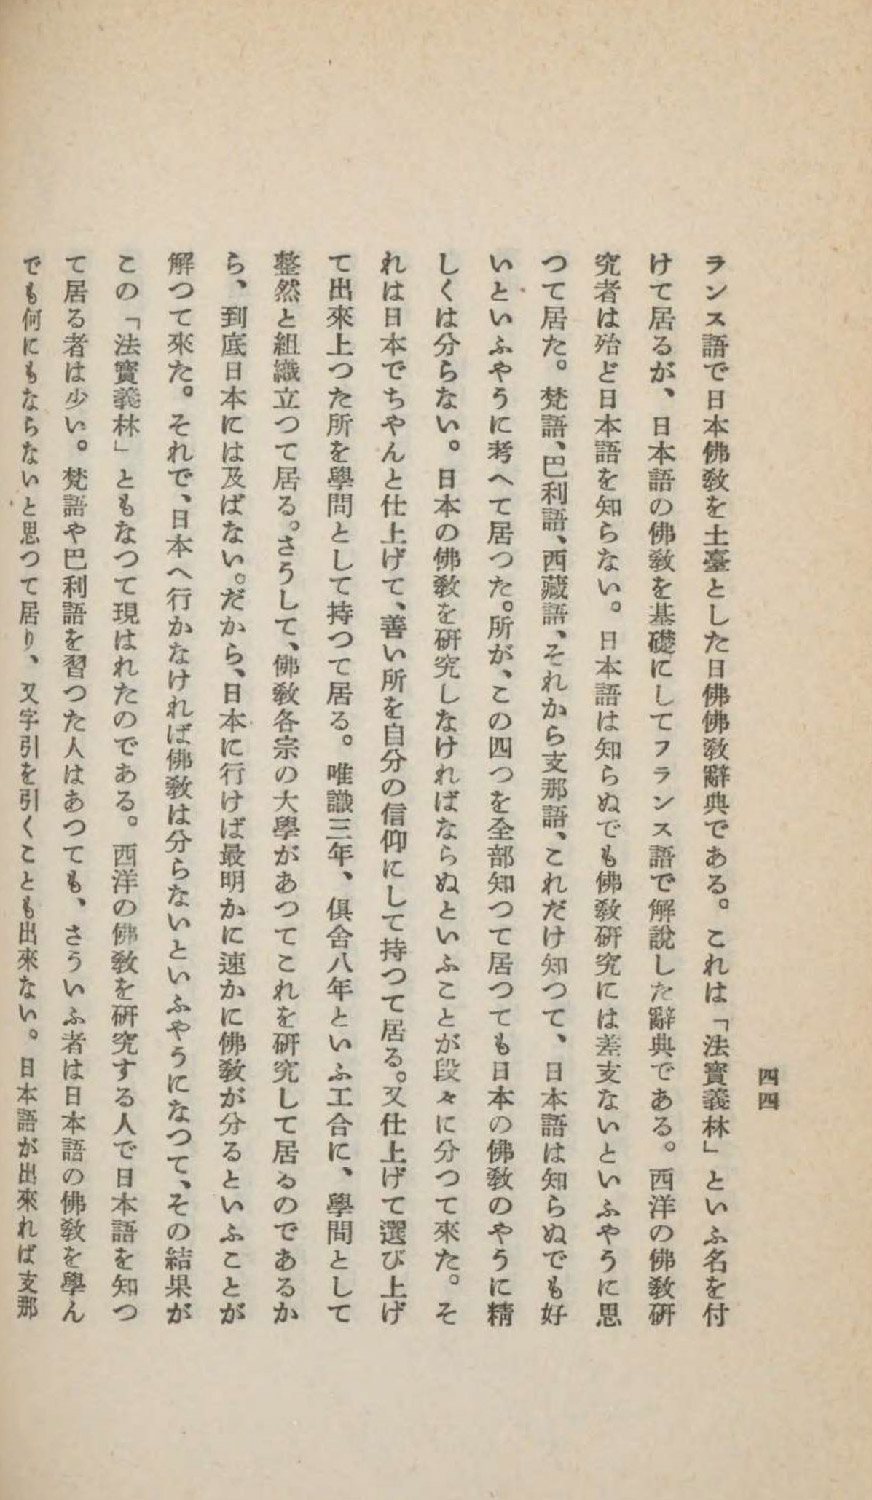 四四
ランス語で日本佛敎を土臺とした日佛佛敎辭典である。これは「法寶義林」といふ名を付
けて居るが、日本語の佛敎を基礎にしてフランス語で解說した辭典である。西洋の佛敎硏
究者は殆ど日本語を知らない。日本語は知らぬでも佛敎硏究には差支ないといふやうに思
つて居た。梵語、巴利語、西藏語、それから支那語、これだけ知つて、日本語は知らぬでも好
いといふやうに考へて居つた。所が、この四つを全部知つて居つても日本の佛敎のやうに精
しくは分らない。日本の佛敎を硏究しなければならぬといふことが段々に分つて來た。そ
れは日本でちやんと仕上げて、善い所を自分の信仰にして持つて居る。又仕上げて選び上げ
て出來上つた所を學問として持つて居る。唯識三年、俱舍八年といふ工合に、學問として
整然と組織立つて居る。さうして、佛敎各宗の大學があつてこれを硏究して居るのであるか
ら、到底日本には及ばない。だから、日本に行けば最明かに速かに佛敎が分るといふことが
解つて來た。それで、日本へ行かなければ佛敎は分らないといふやうになつて、その結果が
この「法寶義林」ともなつて現はれたのである。西洋の佛敎を硏究する人で日本語を知つ
て居る者は少い。梵語や巴利語を習つた人はあつても、さういふ者は日本語の佛敎を學ん
でも何にもならないと思つて居り、又字引を引くことも出來ない。日本語が出來れば支那